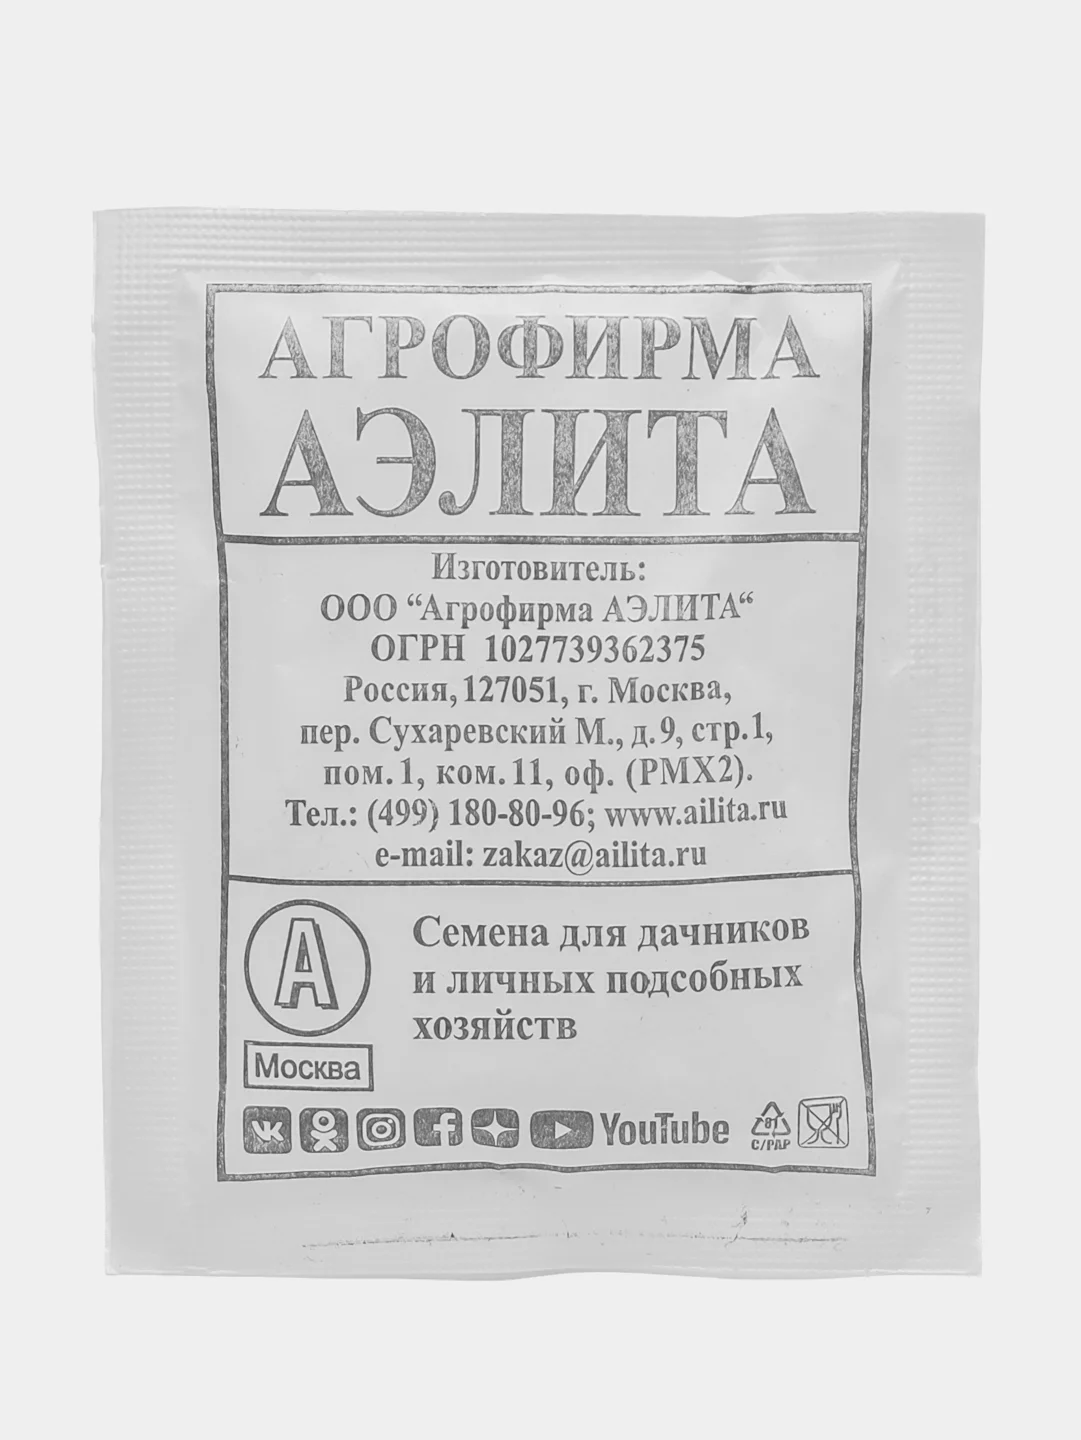 АГРОФИРМА
АЭЛИТА
Изготовитель:
ООО “Агрофирма АЭЛИТА“
ОГРН 1027739362375
Россия, 127051, г. Москва,
пер. Сухаревский М., д. 9, стр. 1,
пом. 1, ком. 11, оф. (РМХ2).
Тел.: (499) 180-80-96; www.ailita.ru
e-mail: zakaz@ailita.ru
Семена для дачников
и личных подсобных
хозяйств
А
Москва
YouTube
81
C/PAP